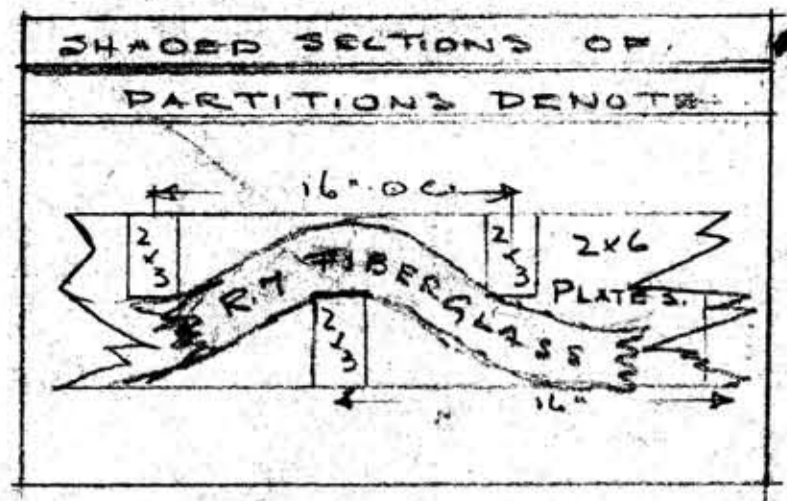 SHADED SECTIONS OF.
PARTITIONS DENOTE
16" O.C.
2x3
2x3
2x6
PLATES.
R.7 FIBERGLASS
2x3
16"